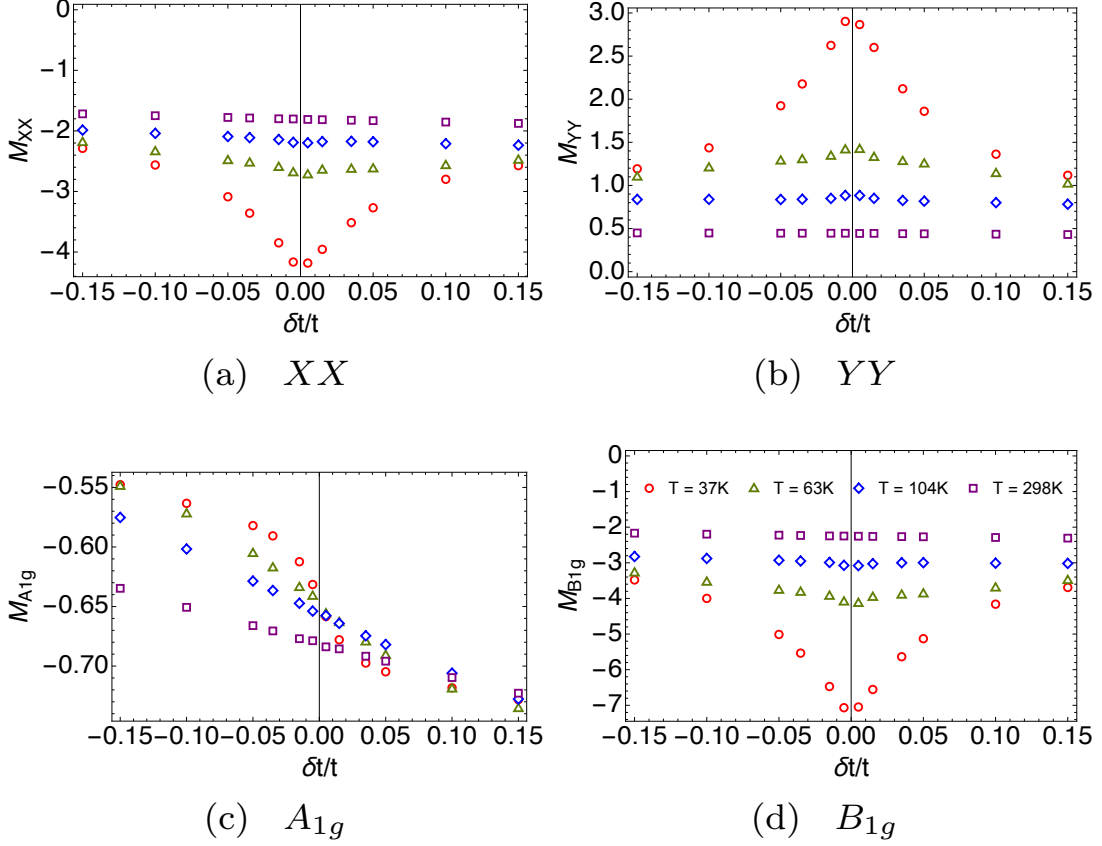 0
−1
−2
−3
−4
M_XX
−0.15 −0.10 −0.05 0.00 0.05 0.10 0.15
δt/t
(a) XX
3.0
2.5
2.0
1.5
1.0
0.5
0.0
M_YY
−0.15 −0.10 −0.05 0.00 0.05 0.10 0.15
δt/t
(b) YY
−0.55
−0.60
−0.65
−0.70
M_A1g
−0.15 −0.10 −0.05 0.00 0.05 0.10 0.15
δt/t
(c) A_{1g}
0
−1
−2
−3
−4
−5
−6
−7
M_B1g
T = 37K T = 63K T = 104K T = 298K
−0.15 −0.10 −0.05 0.00 0.05 0.10 0.15
δt/t
(d) B_{1g}